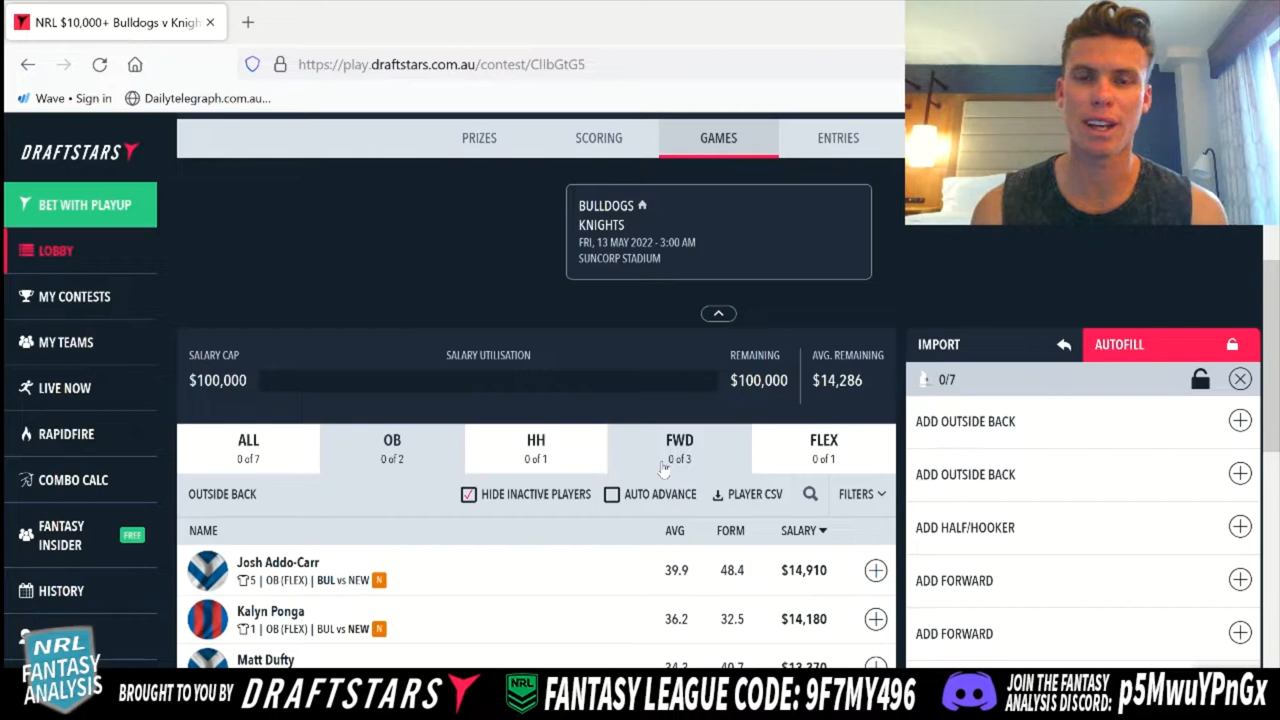 NRL $10,000+ Bulldogs v Knigh
https://play.draftstars.com.au/contest/CIIbGtG5
Wave • Sign in
Dailytelegraph.com.au...
DRAFTSTARS
PRIZES
SCORING
GAMES
ENTRIES
BET WITH PLAYUP
LOBBY
MY CONTESTS
MY TEAMS
LIVE NOW
RAPIDFIRE
COMBO CALC
FANTASY
INSIDER
FREE
HISTORY
BULLDOGS
KNIGHTS
FRI, 13 MAY 2022 - 3:00 AM
SUNCORP STADIUM
SALARY CAP
SALARY UTILISATION
REMAINING
AVG. REMAINING
$100,000
$100,000
$14,286
ALL
OB
HH
FWD
FLEX
0 of 7
0 of 2
0 of 1
0 of 3
0 of 1
OUTSIDE BACK
HIDE INACTIVE PLAYERS
AUTO ADVANCE
PLAYER CSV
FILTERS
NAME
AVG
FORM
SALARY
Josh Addo-Carr
5 | OB (FLEX) | BUL vs NEW N
39.9
48.4
$14,910
Kalyn Ponga
1 | OB (FLEX) | BUL vs NEW N
36.2
32.5
$14,180
Matt Dufty
IMPORT
AUTOFILL
0/7
ADD OUTSIDE BACK
ADD OUTSIDE BACK
ADD HALF/HOOKER
ADD FORWARD
ADD FORWARD
NRL
FANTASY
ANALYSIS
BROUGHT TO YOU BY
DRAFTSTARS
NRL
FANTASY LEAGUE CODE: 9F7MY496
JOIN THE FANTASY
ANALYSIS DISCORD:
p5MwuYPnGx